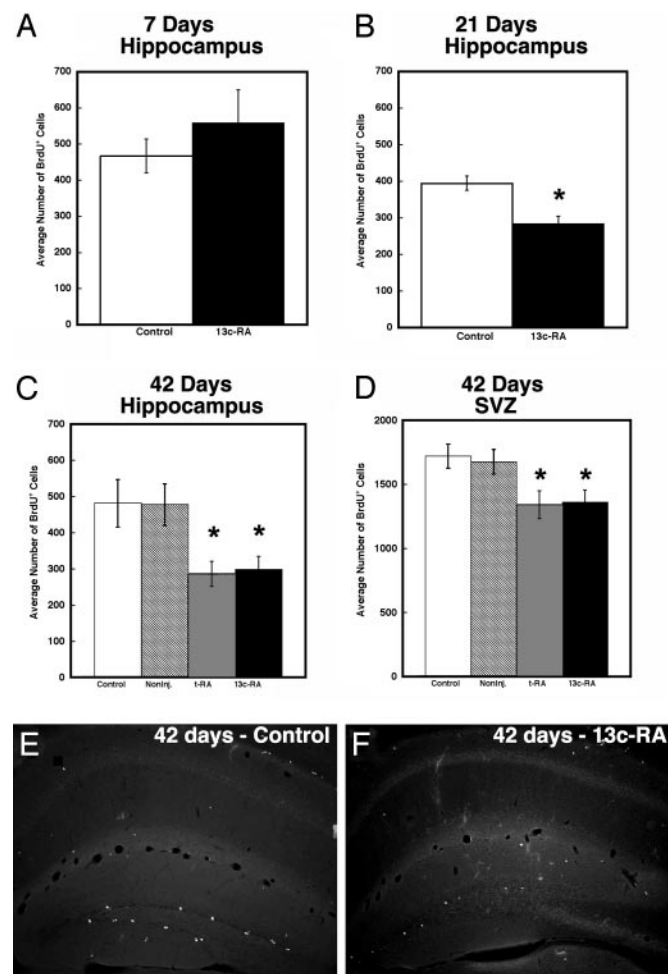 A
7 Days
Hippocampus
Average Number of BrdU⁺ Cells
700
600
500
400
300
200
100
0
Control
13c-RA
B
21 Days
Hippocampus
Average Number of BrdU⁺ Cells
700
600
500
400
300
200
100
0
*
Control
13c-RA
C
42 Days
Hippocampus
Average Number of BrdU⁺ Cells
700
600
500
400
300
200
100
0
* *
Control
NonInj.
t-RA
13c-RA
D
42 Days
SVZ
Average Number of BrdU⁺ Cells
2000
1500
1000
500
0
* *
Control
NonInj.
t-RA
13c-RA
E
42 days - Control
F
42 days - 13c-RA